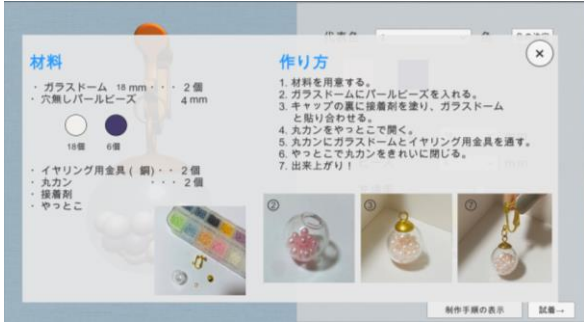 材料
・ ガラスドーム 18 mm・・・ 2個
・ 穴無しパールビーズ 4 mm
18個 6個
・ イヤリング用金具 ( 銅)・・ 2個
・ 丸カン ・・・ 2個
・ 接着剤
・ やっとこ
作り方
×
1. 材料を用意する。
2. ガラスドームにパールビーズを入れる。
3. キャップの裏に接着剤を塗り、ガラスドーム
と貼り合わせる。
4. 丸カンをやっとこで開く。
5. 丸カンにガラスドームとイヤリング用金具を通す。
6. やっとこで丸カンをきれいに閉じる。
7. 出来上がり!
② ③ ⑦
制作手順の表示 試着→